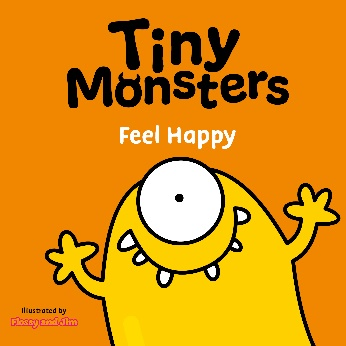 Tiny
Monsters
Feel Happy
Illustrated by
Flossy and Jim